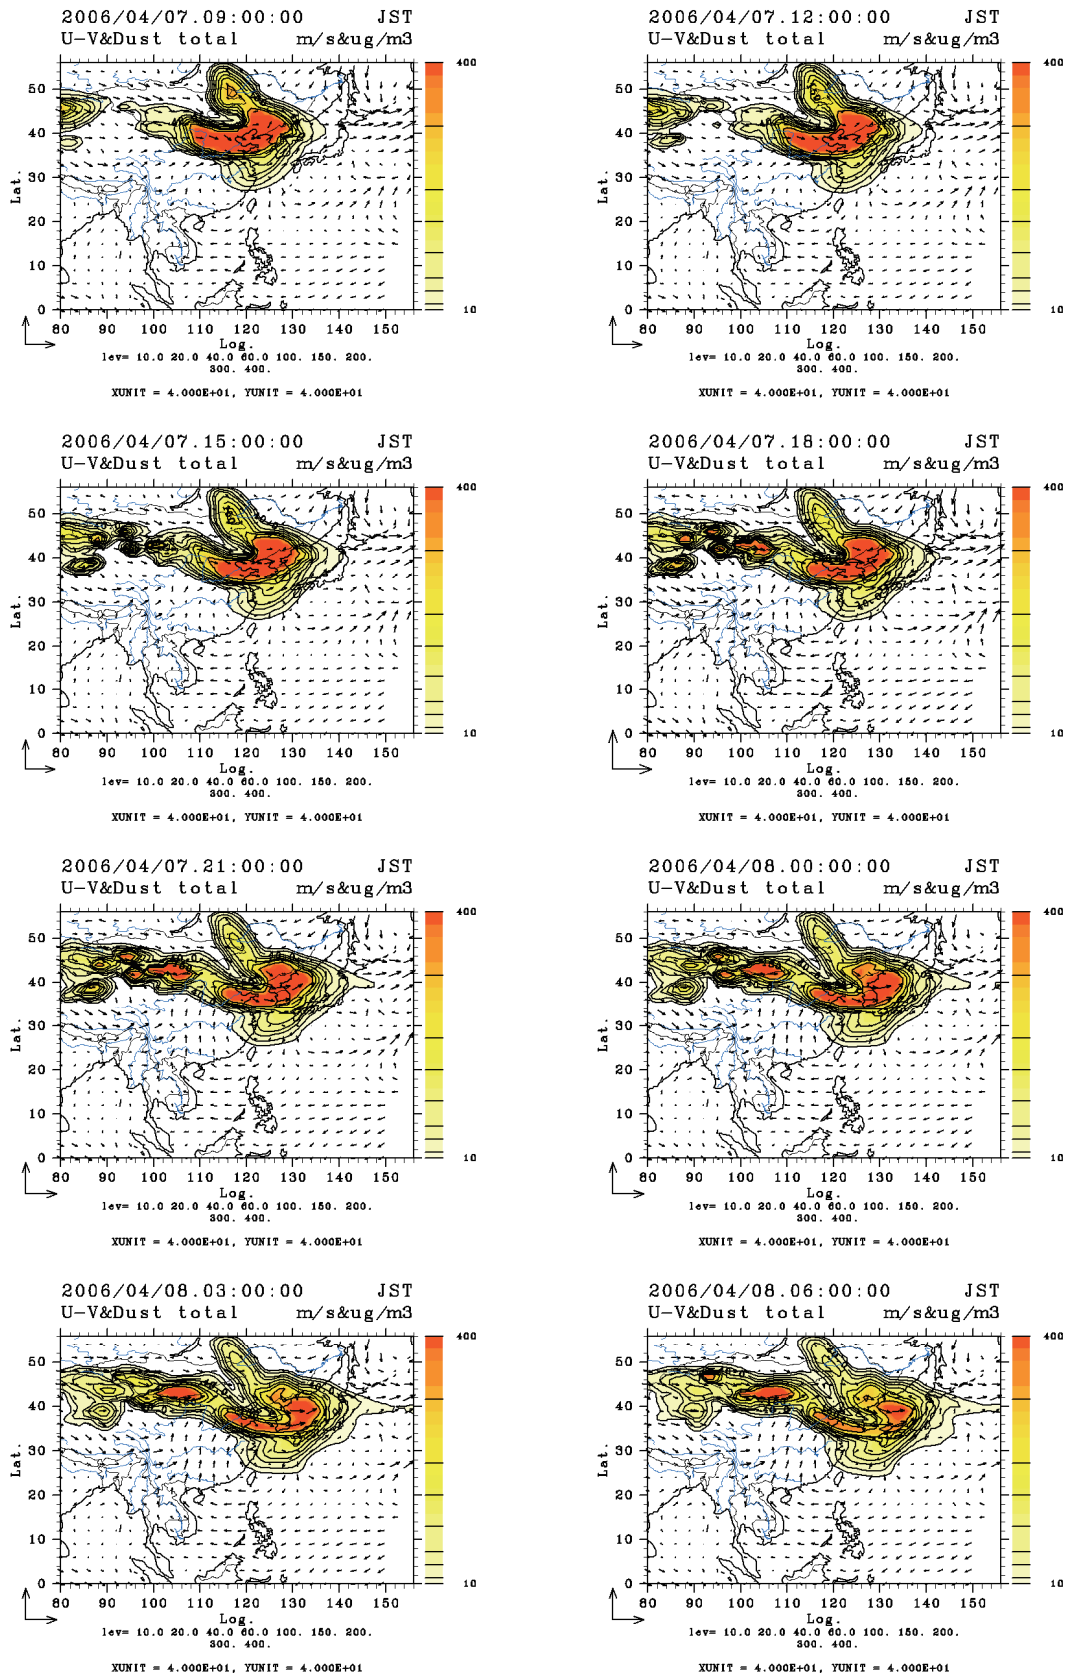 2006/04/07.09:00:00 JST
U-V&Dust total m/s&ug/m3
400
50
40
30
20
10
0
Lat.
10
80 90 100 110 120 130 140 150
Log.
lev= 10.0 20.0 40.0 60.0 100. 150. 200.
300. 400.
XUNIT = 4.000E+01, YUNIT = 4.000E+01
2006/04/07.12:00:00 JST
U-V&Dust total m/s&ug/m3
400
50
40
30
20
10
0
Lat.
10
80 90 100 110 120 130 140 150
Log.
lev= 10.0 20.0 40.0 60.0 100. 150. 200.
300. 400.
XUNIT = 4.000E+01, YUNIT = 4.000E+01
2006/04/07.15:00:00 JST
U-V&Dust total m/s&ug/m3
400
50
40
30
20
10
0
Lat.
10
80 90 100 110 120 130 140 150
Log.
lev= 10.0 20.0 40.0 60.0 100. 150. 200.
300. 400.
XUNIT = 4.000E+01, YUNIT = 4.000E+01
2006/04/07.18:00:00 JST
U-V&Dust total m/s&ug/m3
400
50
40
30
20
10
0
Lat.
10
80 90 100 110 120 130 140 150
Log.
lev= 10.0 20.0 40.0 60.0 100. 150. 200.
300. 400.
XUNIT = 4.000E+01, YUNIT = 4.000E+01
2006/04/07.21:00:00 JST
U-V&Dust total m/s&ug/m3
400
50
40
30
20
10
0
Lat.
10
80 90 100 110 120 130 140 150
Log.
lev= 10.0 20.0 40.0 60.0 100. 150. 200.
300. 400.
XUNIT = 4.000E+01, YUNIT = 4.000E+01
2006/04/08.00:00:00 JST
U-V&Dust total m/s&ug/m3
400
50
40
30
20
10
0
Lat.
10
80 90 100 110 120 130 140 150
Log.
lev= 10.0 20.0 40.0 60.0 100. 150. 200.
300. 400.
XUNIT = 4.000E+01, YUNIT = 4.000E+01
2006/04/08.03:00:00 JST
U-V&Dust total m/s&ug/m3
400
50
40
30
20
10
0
Lat.
10
80 90 100 110 120 130 140 150
Log.
lev= 10.0 20.0 40.0 60.0 100. 150. 200.
300. 400.
XUNIT = 4.000E+01, YUNIT = 4.000E+01
2006/04/08.06:00:00 JST
U-V&Dust total m/s&ug/m3
400
50
40
30
20
10
0
Lat.
10
80 90 100 110 120 130 140 150
Log.
lev= 10.0 20.0 40.0 60.0 100. 150. 200.
300. 400.
XUNIT = 4.000E+01, YUNIT = 4.000E+01